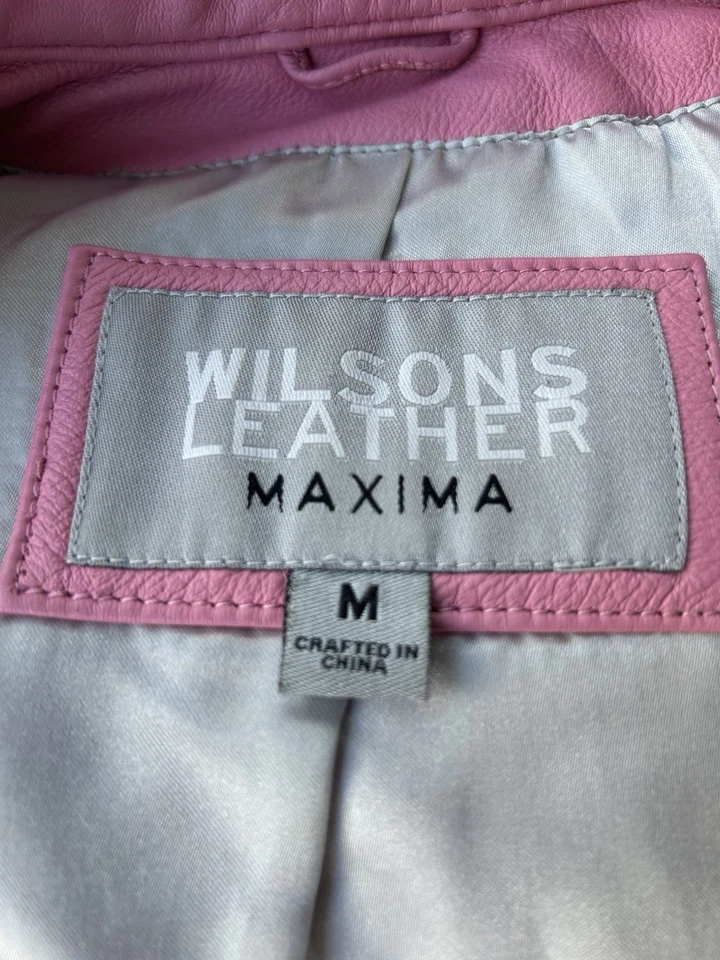 WILSONS
LEATHER
MAXIMA
M
CRAFTED IN
CHINA